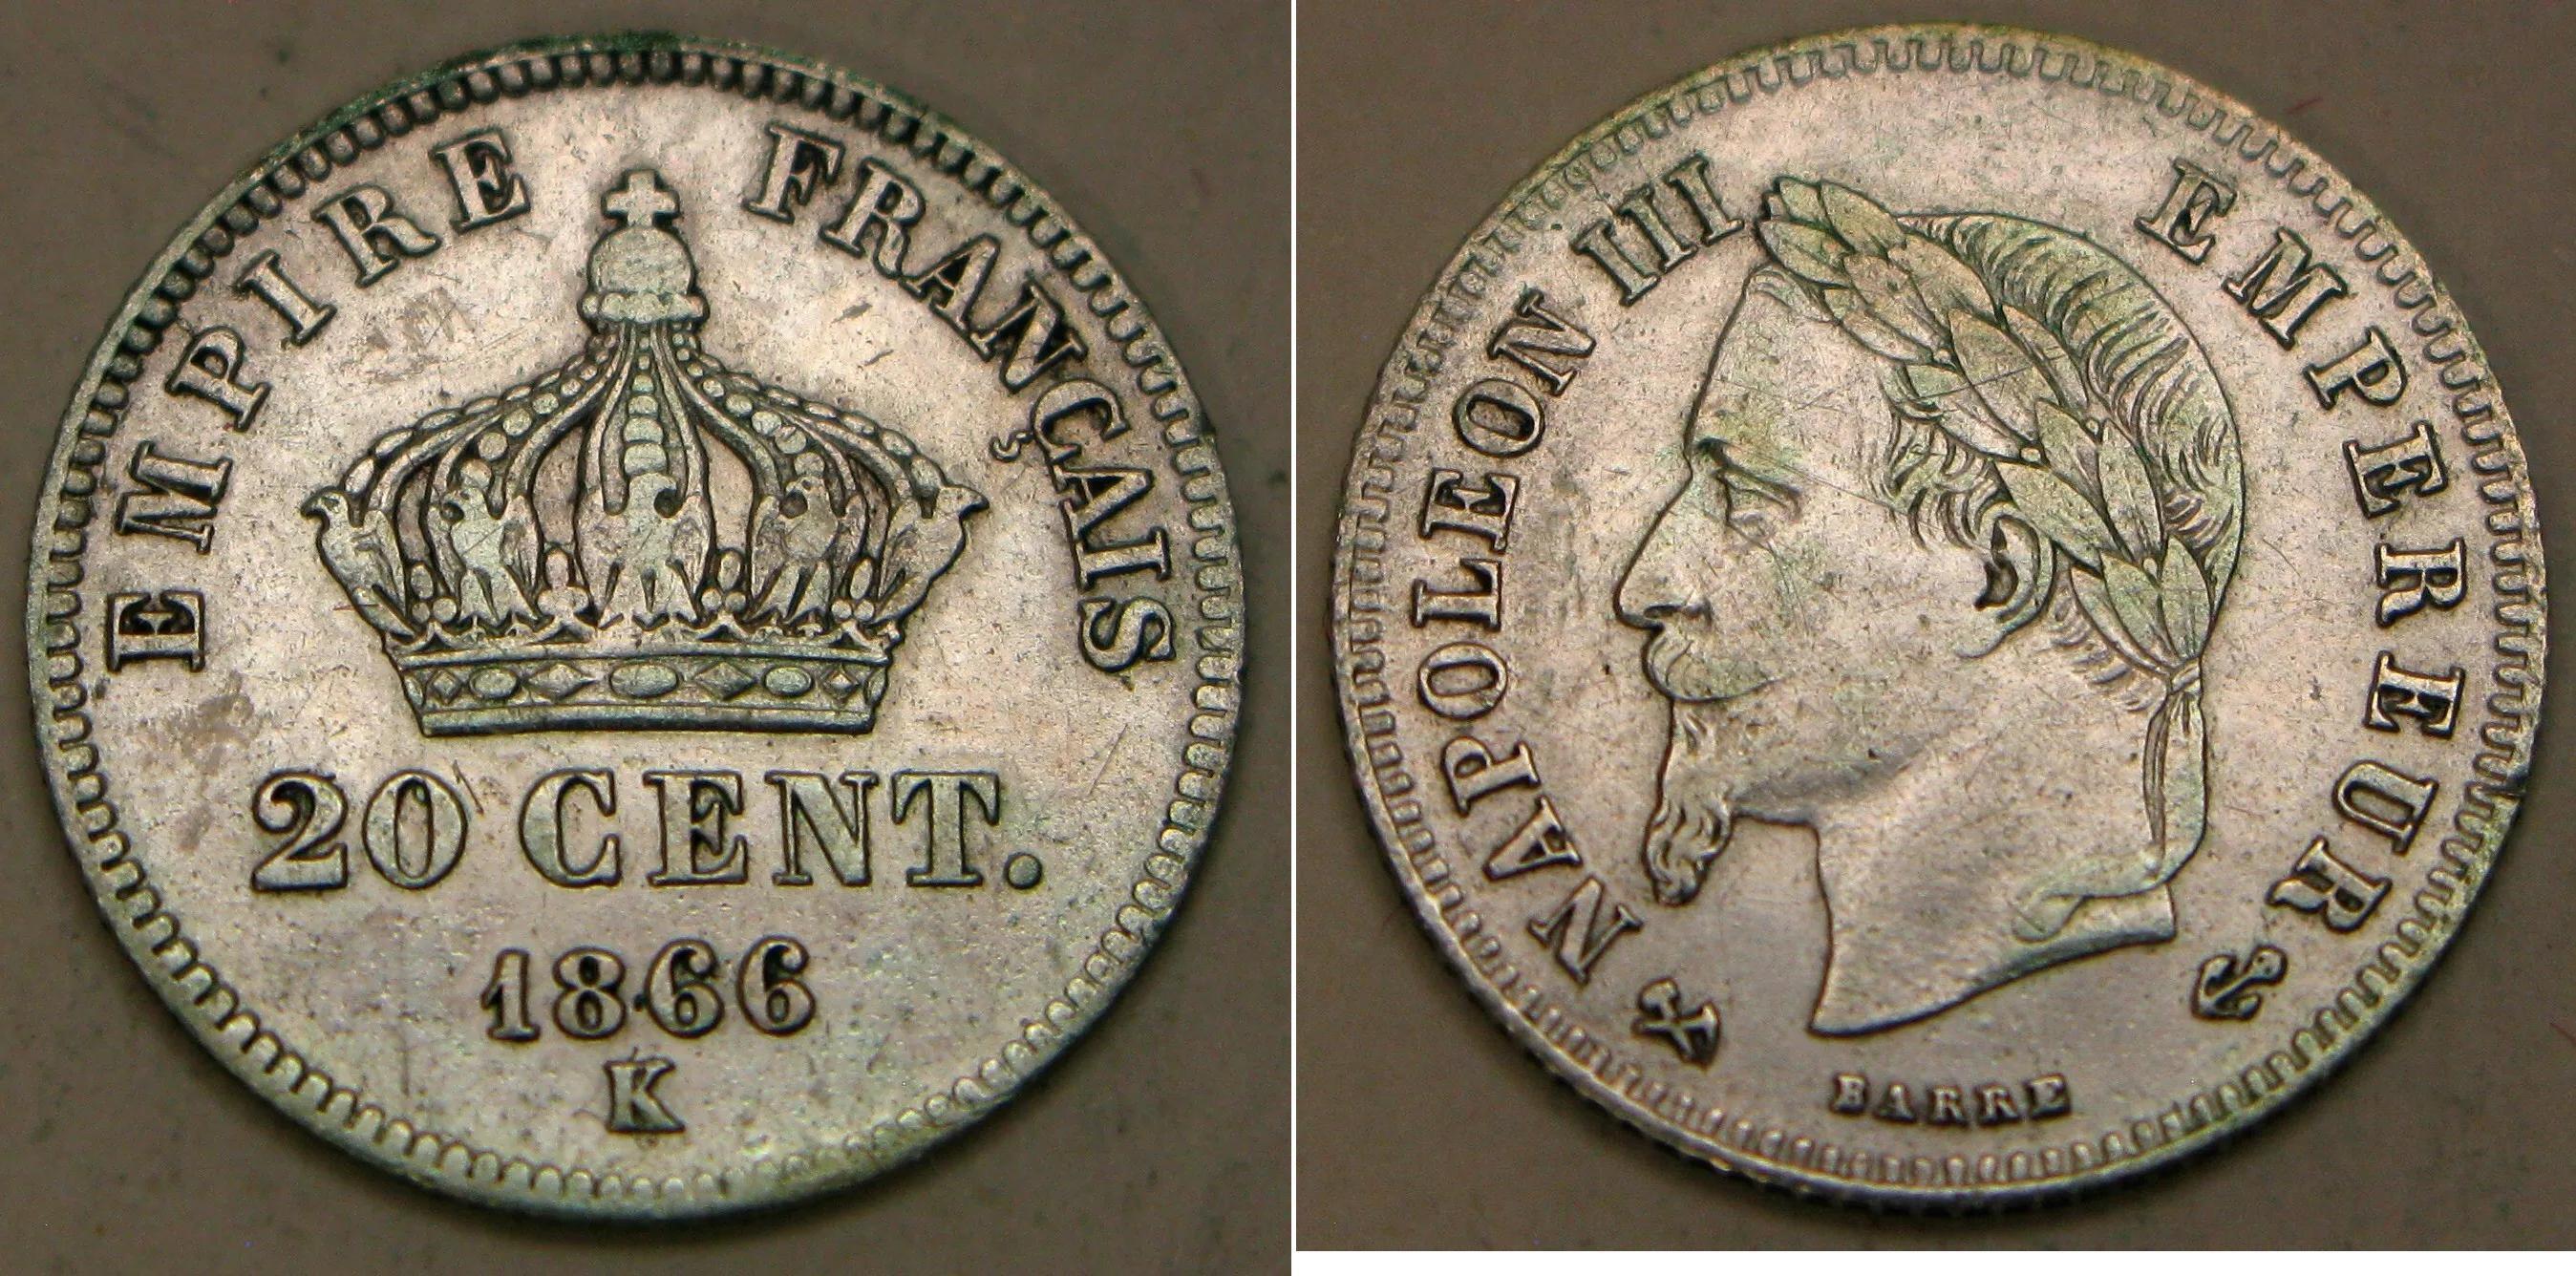 EMPIRE FRANÇAIS
20 CENT.
1866
K
NAPOLEON III EMPEREUR
BARRE